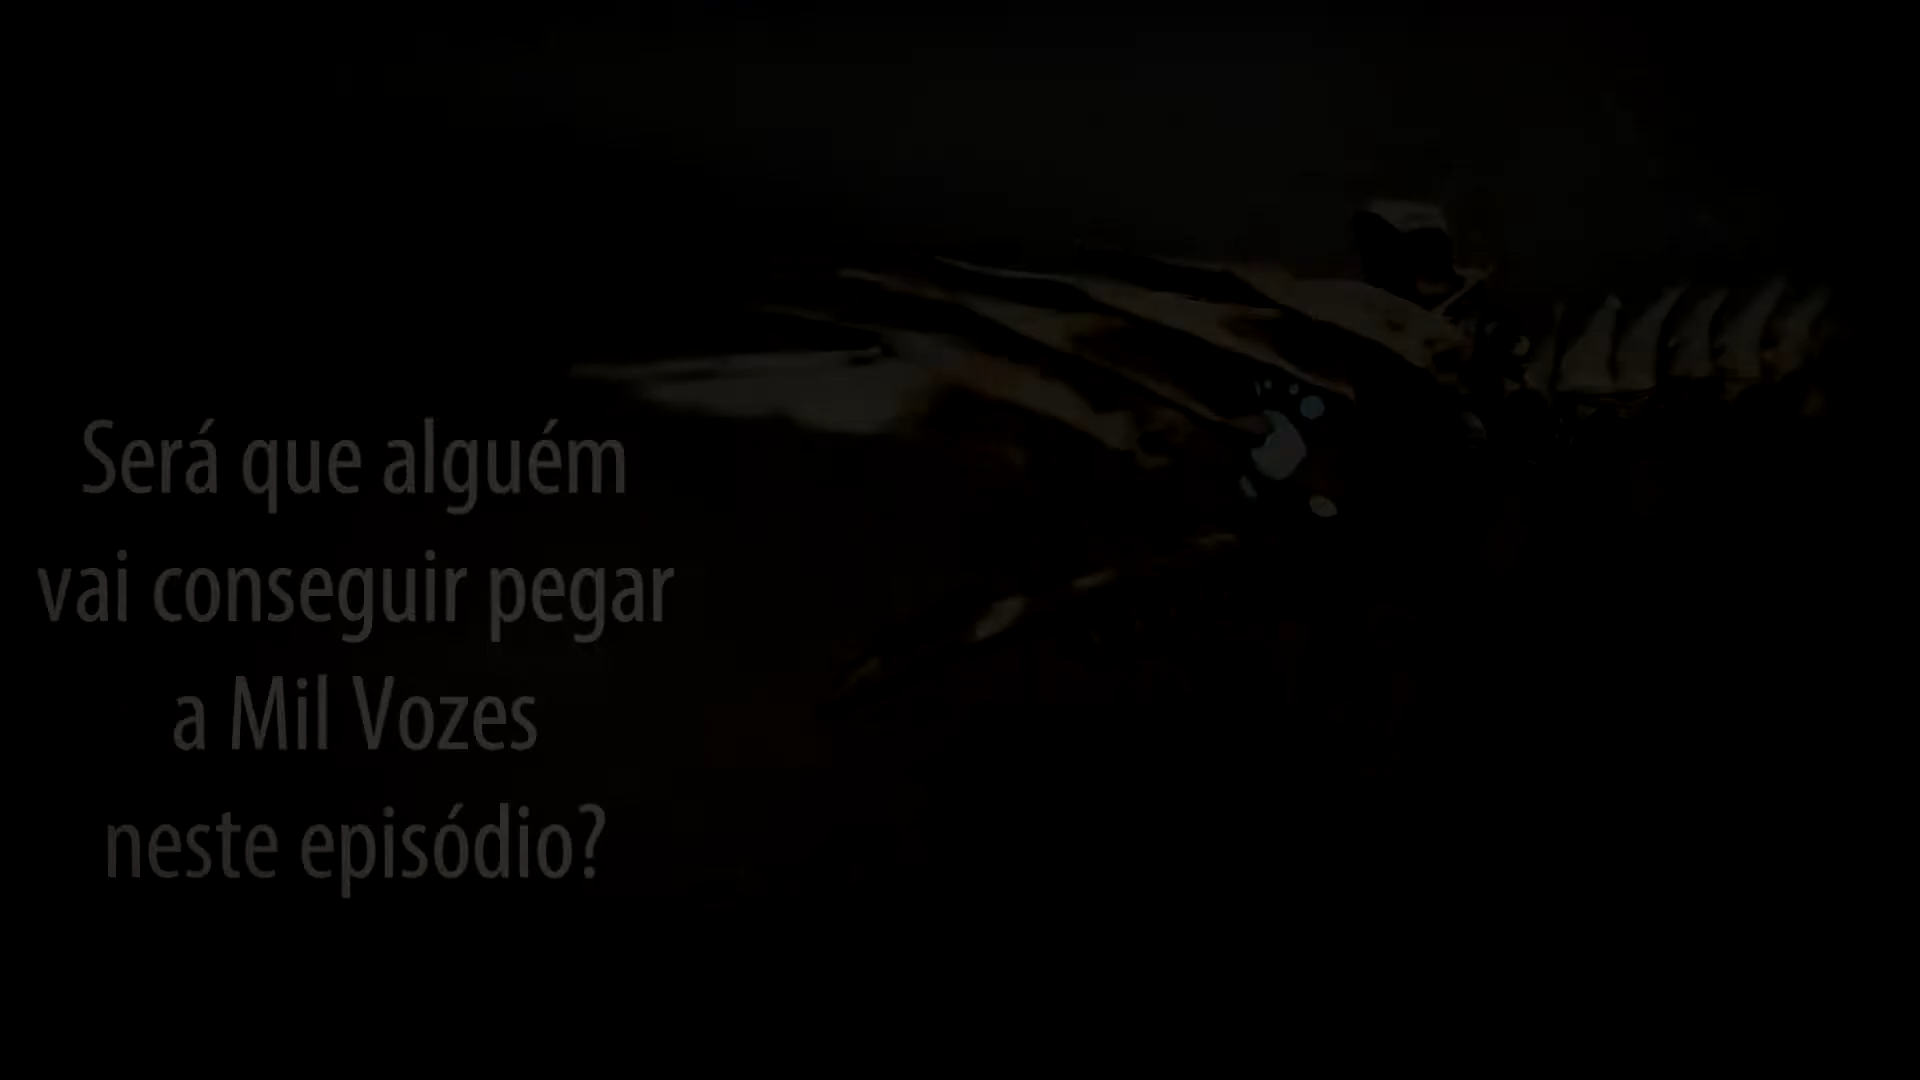 Será que alguém
vai conseguir pegar
a Mil Vozes
neste episódio?